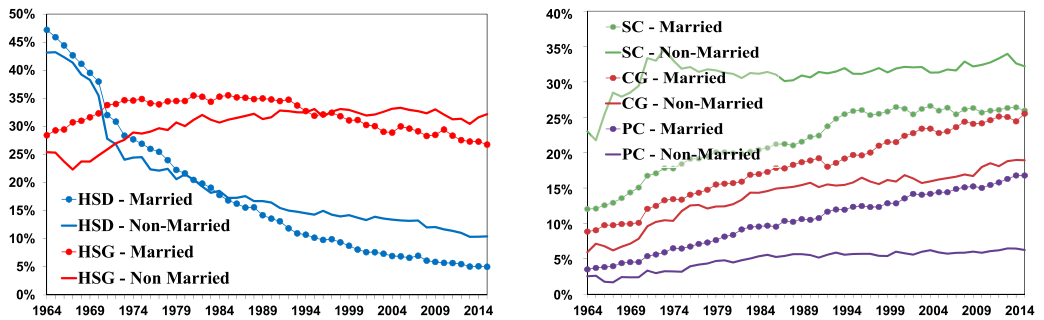 50%
45%
40%
35%
30%
25%
20%
15%
10%
5%
0%
HSD - Married
HSD - Non-Married
HSG - Married
HSG - Non Married
1964 1969 1974 1979 1984 1989 1994 1999 2004 2009 2014
40%
35%
30%
25%
20%
15%
10%
5%
0%
SC - Married
SC - Non-Married
CG - Married
CG - Non-Married
PC - Married
PC - Non-Married
1964 1969 1974 1979 1984 1989 1994 1999 2004 2009 2014